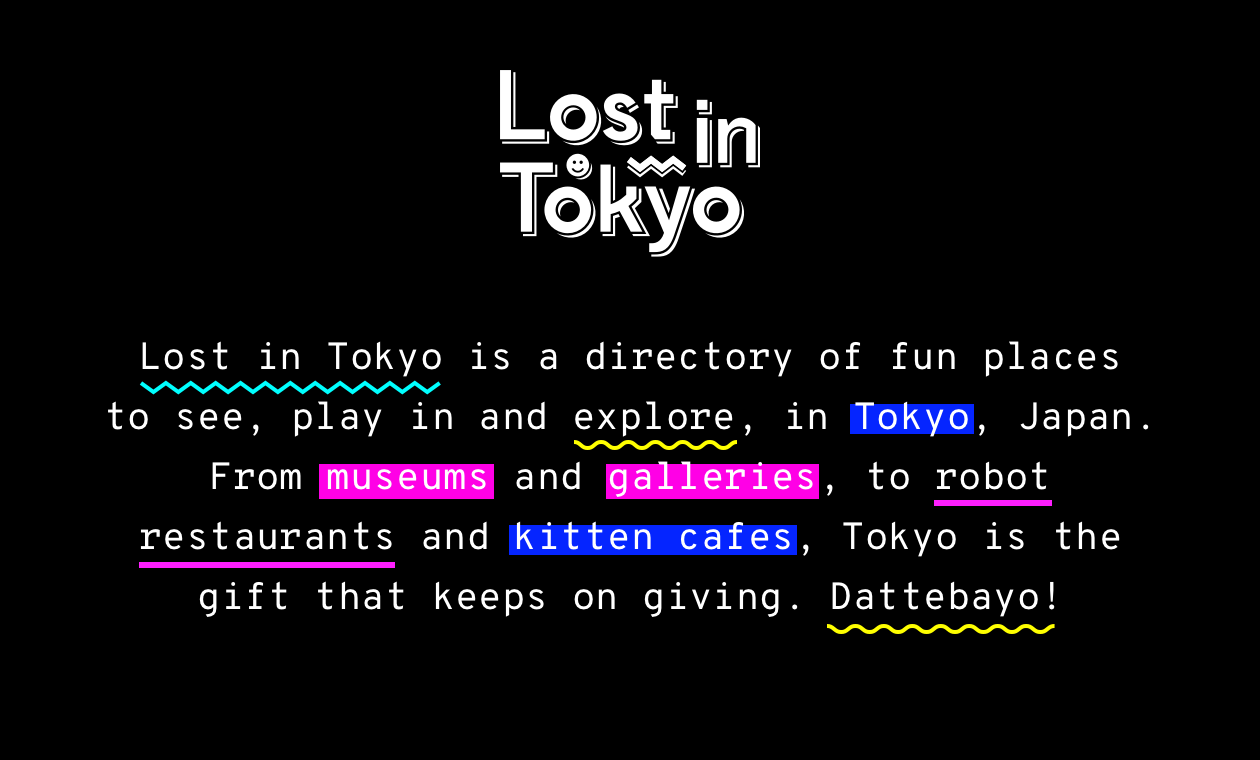 Lost in
Tokyo
Lost in Tokyo is a directory of fun places
to see, play in and explore, in Tokyo, Japan.
From museums and galleries, to robot
restaurants and kitten cafes, Tokyo is the
gift that keeps on giving. Dattebayo!